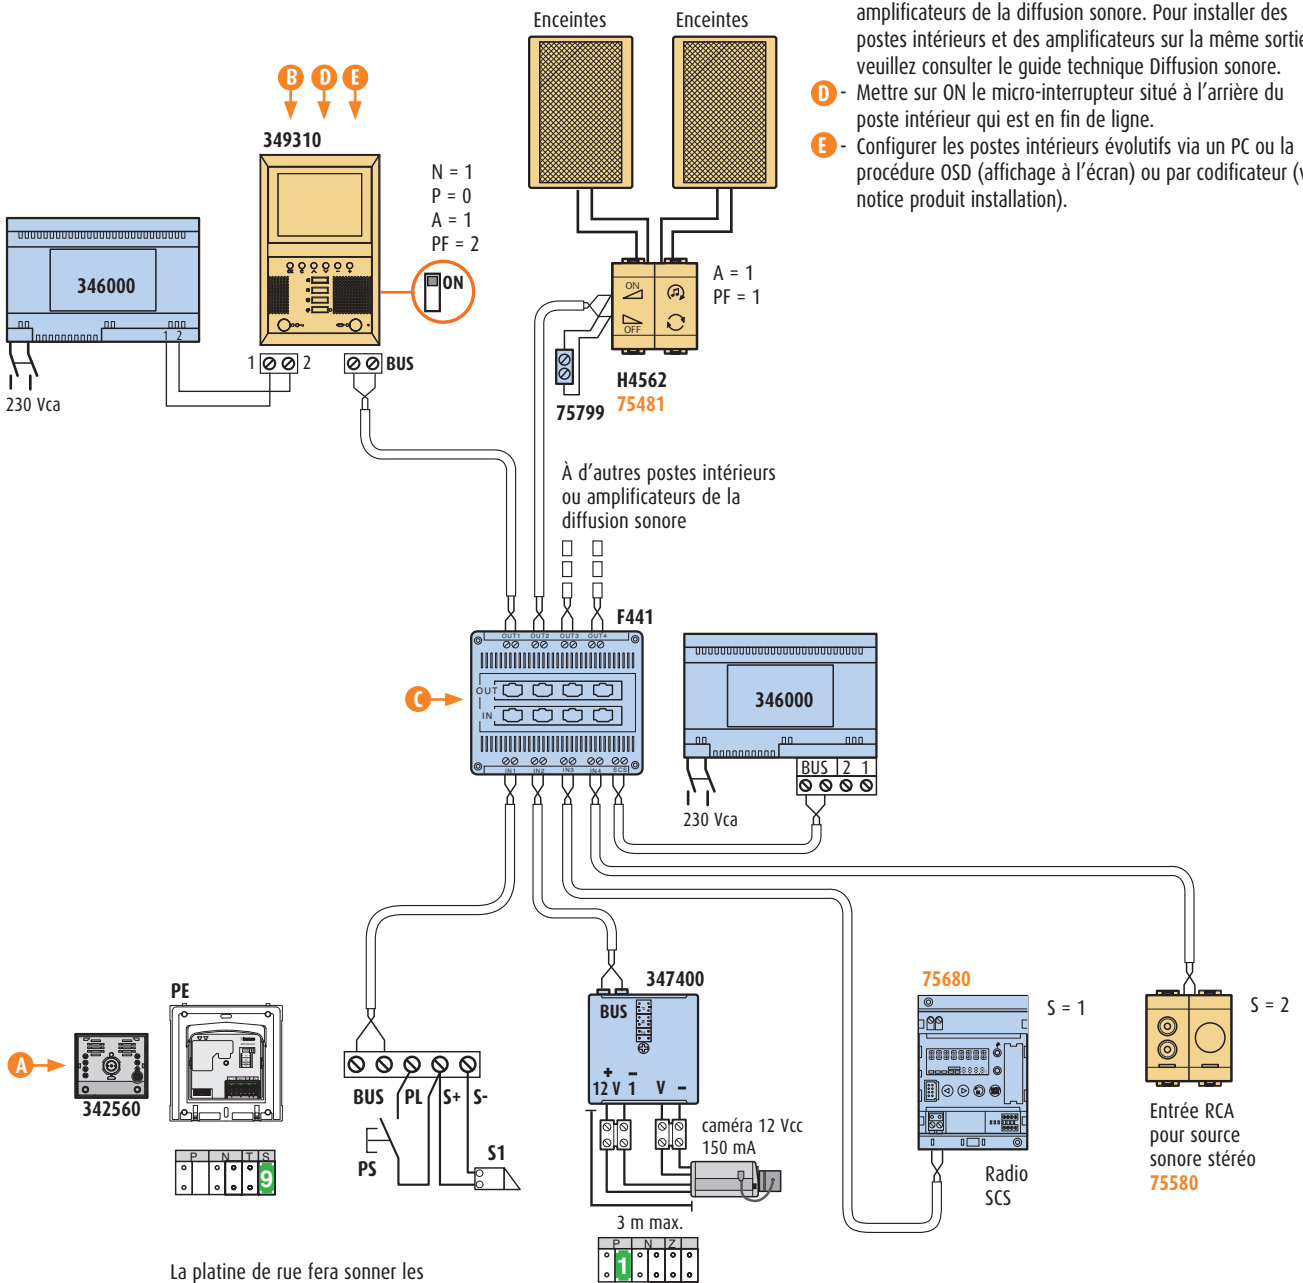 amplificateurs de la diffusion sonore. Pour installer des
postes intérieurs et des amplificateurs sur la même sortie
veuillez consulter le guide technique Diffusion sonore.
D - Mettre sur ON le micro-interrupteur situé à l'arrière du
poste intérieur qui est en fin de ligne.
E - Configurer les postes intérieurs évolutifs via un PC ou la
procédure OSD (affichage à l'écran) ou par codificateur (v
notice produit installation).
Enceintes
Enceintes
B D E
349310
N = 1
P = 0
A = 1
PF = 2
ON
346000
1 2
230 Vca
1 2
BUS
ON
OFF
A = 1
PF = 1
H4562
75481
75799
À d'autres postes intérieurs
ou amplificateurs de la
diffusion sonore
F441
OUT1 OUT2 OUT3 OUT4
OUT
IN
IN1 IN2 IN3 IN4 SCS
C
346000
BUS 2 1
230 Vca
PE
A
342560
P N T S
9
BUS PL S+ S-
PS
S1
347400
BUS
+ –
12 V 1 V –
caméra 12 Vcc
150 mA
3 m max.
P N Z
1
75680
S = 1
Radio
SCS
S = 2
Entrée RCA
pour source
sonore stéréo
75580
La platine de rue fera sonner les